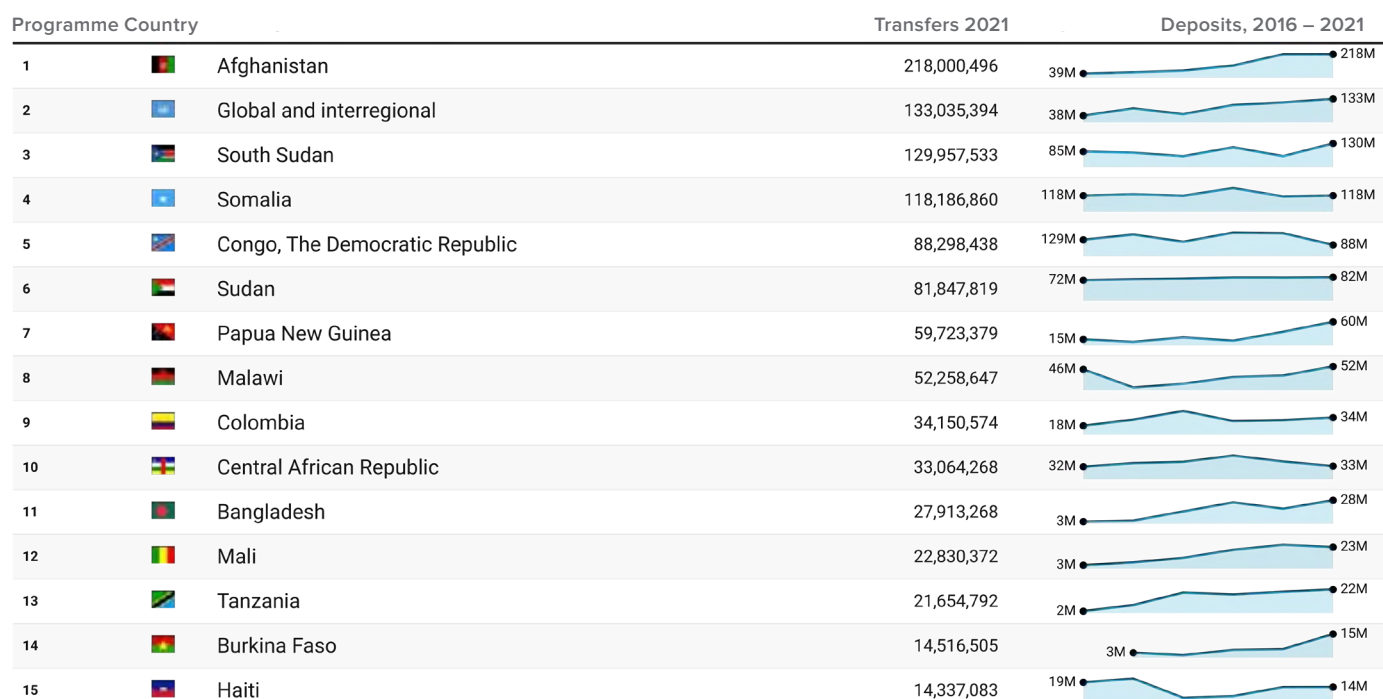 Programme Country Transfers 2021 Deposits, 2016 – 2021
1 Afghanistan 218,000,496 39M 218M
2 Global and interregional 133,035,394 38M 133M
3 South Sudan 129,957,533 85M 130M
4 Somalia 118,186,860 118M 118M
5 Congo, The Democratic Republic 88,298,438 129M 88M
6 Sudan 81,847,819 72M 82M
7 Papua New Guinea 59,723,379 15M 60M
8 Malawi 52,258,647 46M 52M
9 Colombia 34,150,574 18M 34M
10 Central African Republic 33,064,268 32M 33M
11 Bangladesh 27,913,268 3M 28M
12 Mali 22,830,372 3M 23M
13 Tanzania 21,654,792 2M 22M
14 Burkina Faso 14,516,505 3M 15M
15 Haiti 14,337,083 19M 14M